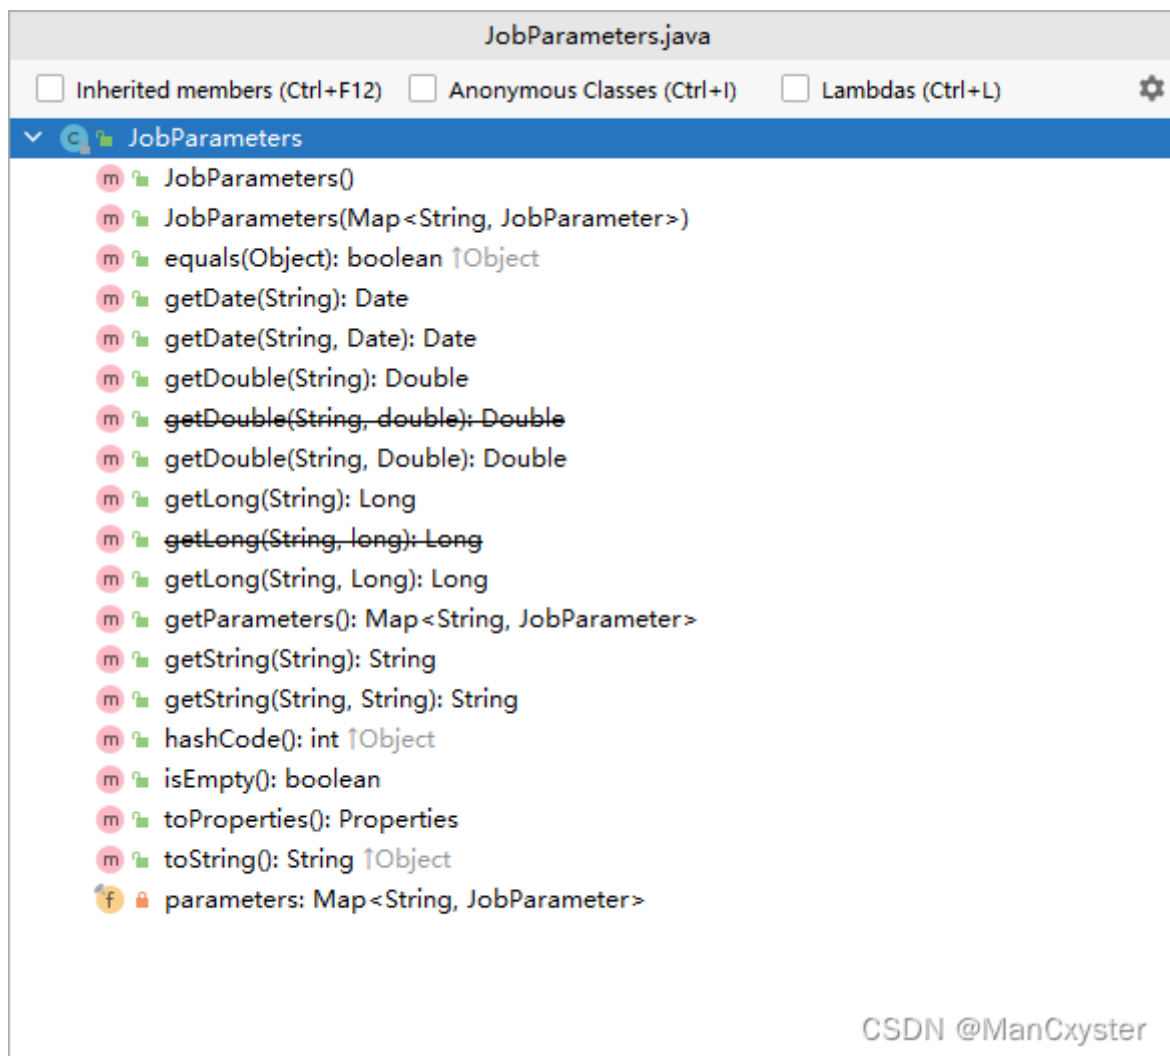 JobParameters.java
Inherited members (Ctrl+F12) Anonymous Classes (Ctrl+I) Lambdas (Ctrl+L)
JobParameters
JobParameters()
JobParameters(Map<String, JobParameter>)
equals(Object): boolean ↑Object
getDate(String): Date
getDate(String, Date): Date
getDouble(String): Double
getDouble(String, double): Double
getDouble(String, Double): Double
getLong(String): Long
getLong(String, long): Long
getLong(String, Long): Long
getParameters(): Map<String, JobParameter>
getString(String): String
getString(String, String): String
hashCode(): int ↑Object
isEmpty(): boolean
toProperties(): Properties
toString(): String ↑Object
parameters: Map<String, JobParameter>
CSDN @ManCxyster